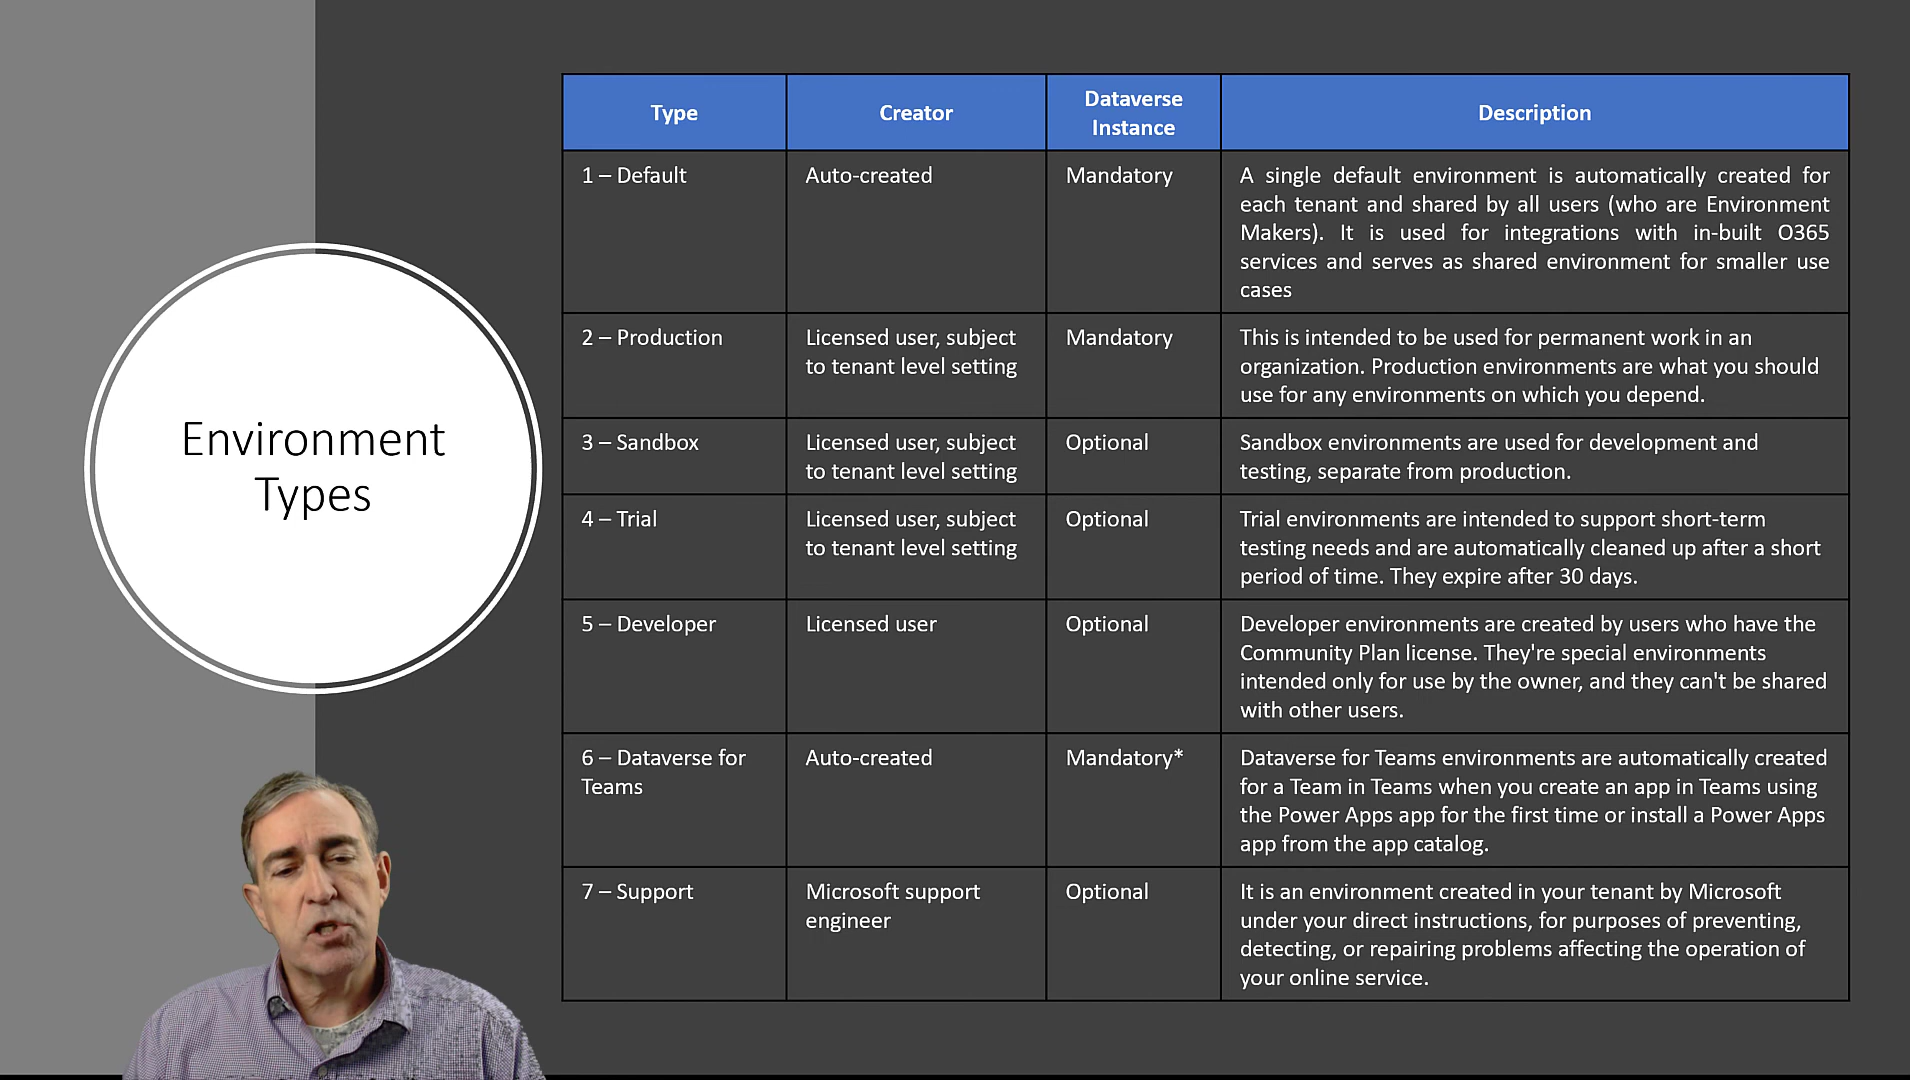 Environment
Types
Type
Creator
Dataverse
Instance
Description
1 – Default
Auto-created
Mandatory
A single default environment is automatically created for
each tenant and shared by all users (who are Environment
Makers). It is used for integrations with in-built O365
services and serves as shared environment for smaller use
cases
2 – Production
Licensed user, subject
to tenant level setting
Mandatory
This is intended to be used for permanent work in an
organization. Production environments are what you should
use for any environments on which you depend.
3 – Sandbox
Licensed user, subject
to tenant level setting
Optional
Sandbox environments are used for development and
testing, separate from production.
4 – Trial
Licensed user, subject
to tenant level setting
Optional
Trial environments are intended to support short-term
testing needs and are automatically cleaned up after a short
period of time. They expire after 30 days.
5 – Developer
Licensed user
Optional
Developer environments are created by users who have the
Community Plan license. They're special environments
intended only for use by the owner, and they can't be shared
with other users.
6 – Dataverse for
Teams
Auto-created
Mandatory*
Dataverse for Teams environments are automatically created
for a Team in Teams when you create an app in Teams using
the Power Apps app for the first time or install a Power Apps
app from the app catalog.
7 – Support
Microsoft support
engineer
Optional
It is an environment created in your tenant by Microsoft
under your direct instructions, for purposes of preventing,
detecting, or repairing problems affecting the operation of
your online service.